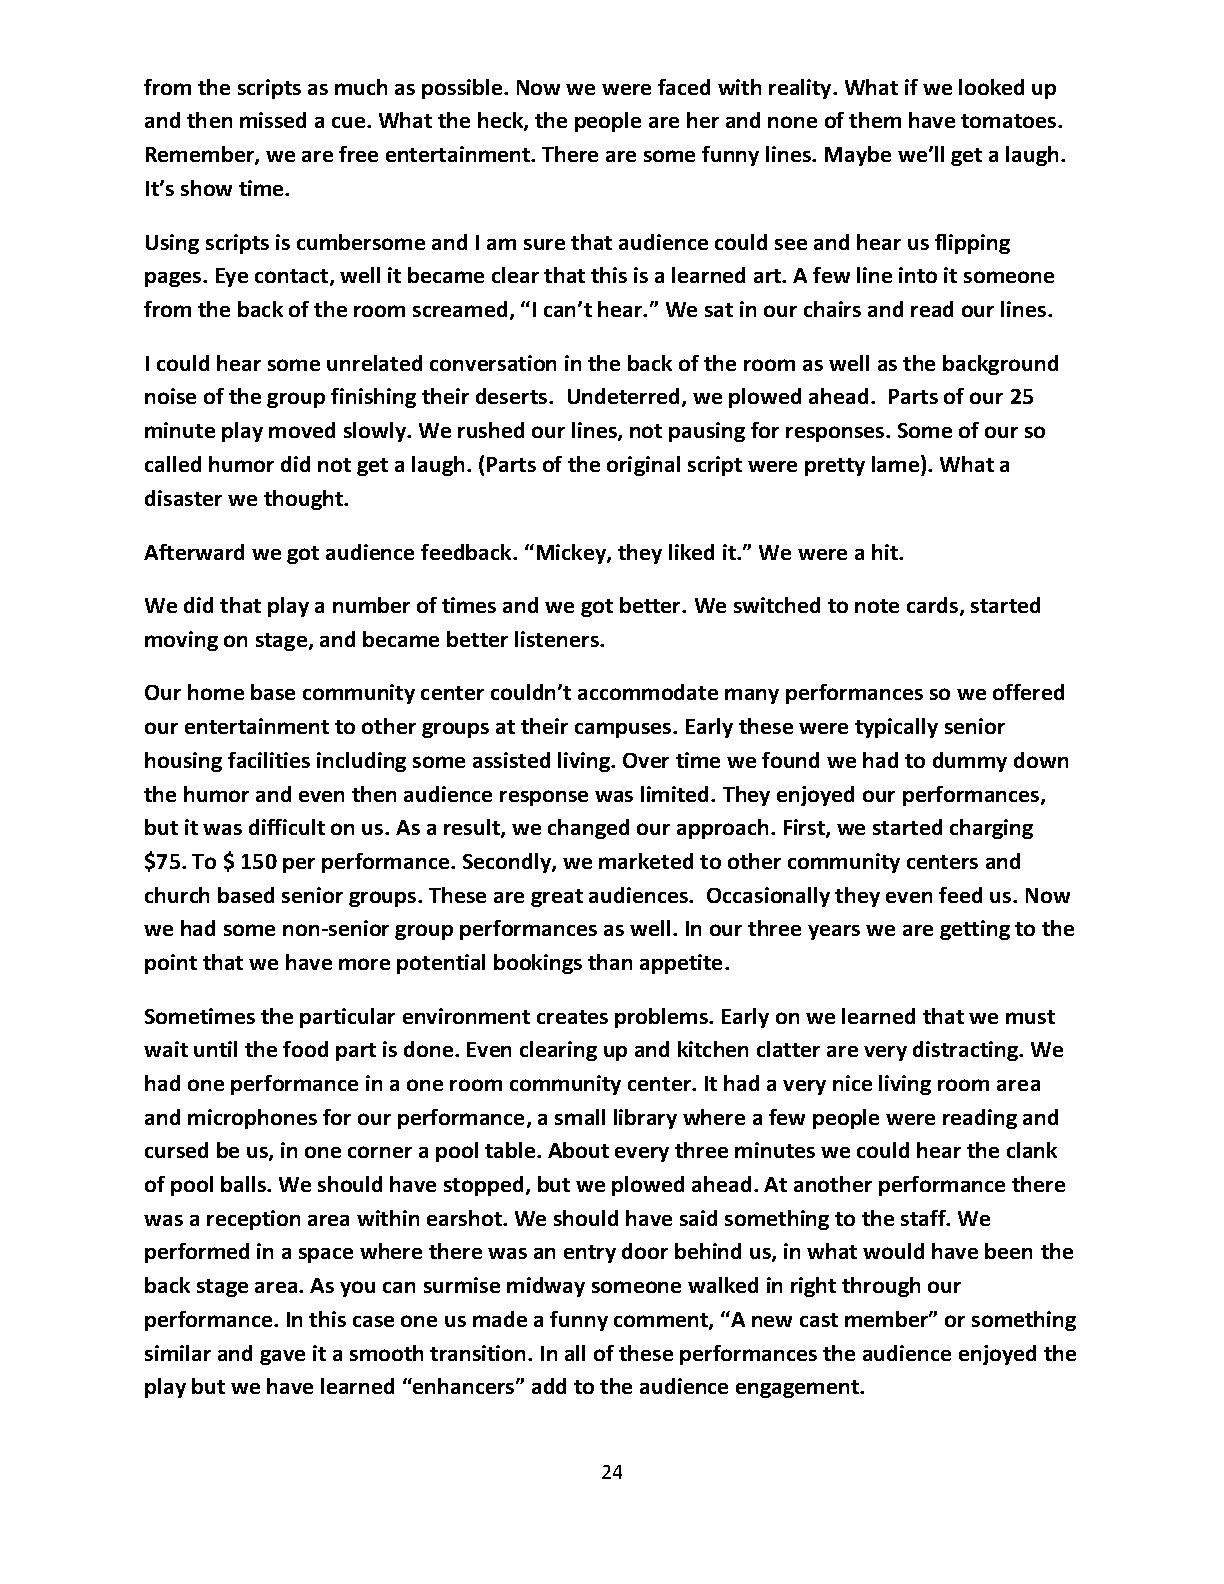 from the scripts as much as possible. Now we were faced with reality. What if we looked up
and then missed a cue. What the heck, the people are her and none of them have tomatoes.
Remember, we are free entertainment. There are some funny lines. Maybe we’ll get a laugh.
It’s show time.
Using scripts is cumbersome and I am sure that audience could see and hear us flipping
pages. Eye contact, well it became clear that this is a learned art. A few line into it someone
from the back of the room screamed, “I can’t hear.” We sat in our chairs and read our lines.
I could hear some unrelated conversation in the back of the room as well as the background
noise of the group finishing their deserts.  Undeterred, we plowed ahead.  Parts of our 25
minute play moved slowly. We rushed our lines, not pausing for responses. Some of our so
called humor did not get a laugh. (Parts of the original script were pretty lame). What a
disaster we thought.
Afterward we got audience feedback. “Mickey, they liked it.” We were a hit.
We did that play a number of times and we got better. We switched to note cards, started
moving on stage, and became better listeners.
Our home base community center couldn’t accommodate many performances so we offered
our entertainment to other groups at their campuses. Early these were typically senior
housing facilities including some assisted living. Over time we found we had to dummy down
the humor and even then audience response was limited. They enjoyed our performances,
but it was difficult on us. As a result, we changed our approach. First, we started charging
$75. To $ 150 per performance. Secondly, we marketed to other community centers and
church based senior groups. These are great audiences.  Occasionally they even feed us. Now
we had some non-senior group performances as well. In our three years we are getting to the
point that we have more potential bookings than appetite.
Sometimes the particular environment creates problems. Early on we learned that we must
wait until the food part is done. Even clearing up and kitchen clatter are very distracting. We
had one performance in a one room community center. It had a very nice living room area
and microphones for our performance, a small library where a few people were reading and
cursed be us, in one corner a pool table. About every three minutes we could hear the clank
of pool balls. We should have stopped, but we plowed ahead. At another performance there
was a reception area within earshot. We should have said something to the staff. We
performed in a space where there was an entry door behind us, in what would have been the
back stage area. As you can surmise midway someone walked in right through our
performance. In this case one us made a funny comment, “A new cast member” or something
similar and gave it a smooth transition. In all of these performances the audience enjoyed the
play but we have learned “enhancers” add to the audience engagement.
24